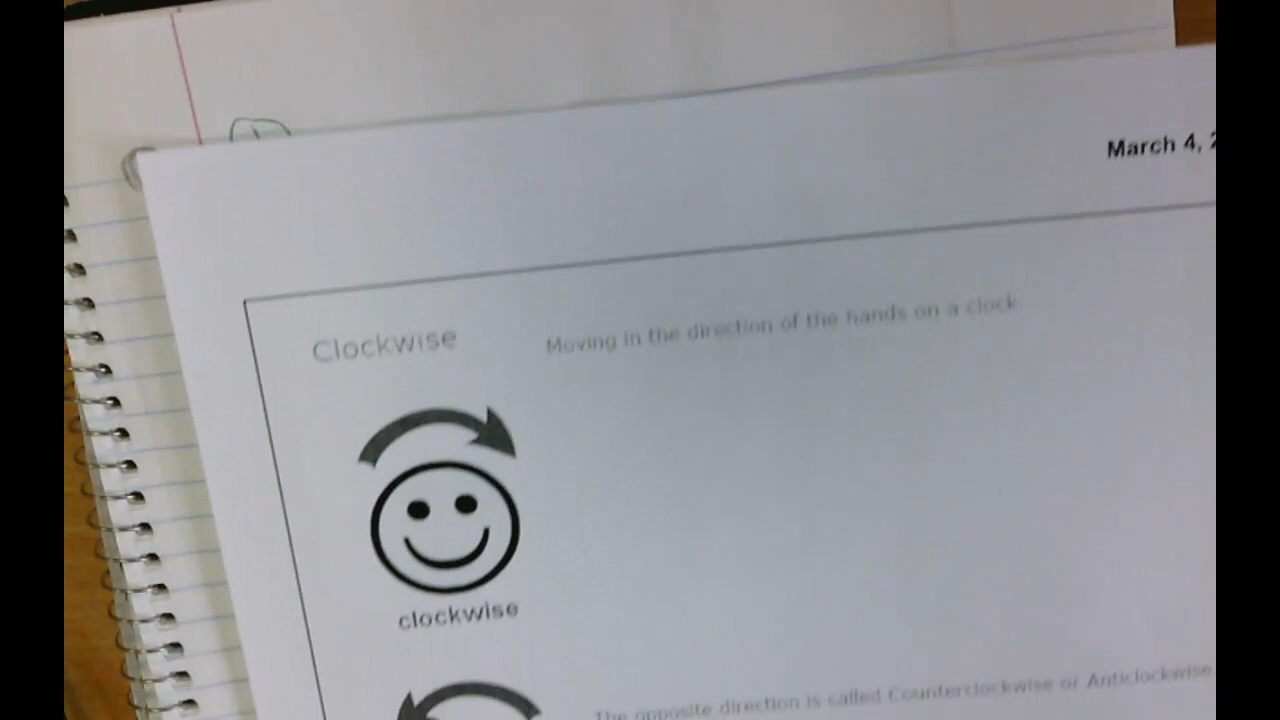 March 4,
Clockwise
Moving in the direction of the hands on a clock
clockwise
The opposite direction is called Counterclockwise or Anticlockwise